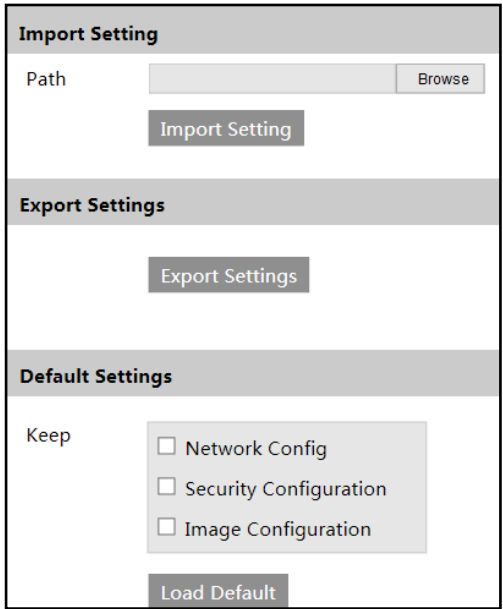 Import Setting
Path
Browse
Import Setting
Export Settings
Export Settings
Default Settings
Keep
Network Config
Security Configuration
Image Configuration
Load Default